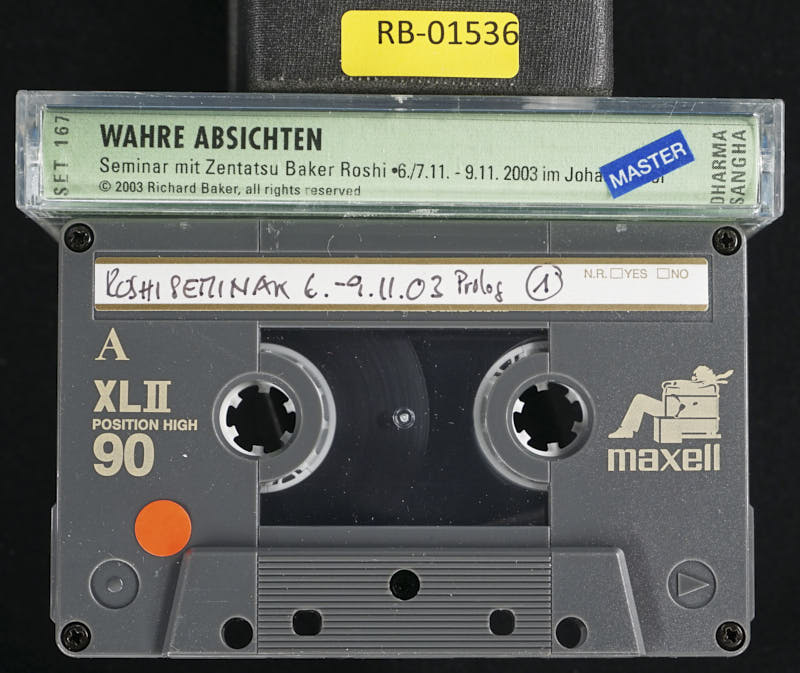 RB-01536
SET 167
WAHRE ABSICHTEN
Seminar mit Zentatsu Baker Roshi •6./7.11. - 9.11. 2003 im
© 2003 Richard Baker, all rights reserved
MASTER
DHARMA
SANGHA
ROSHI SEMINAR 6.-9.11.03 Prolog 1
N.R. YES NO
A
XLII
POSITION HIGH
90
maxell